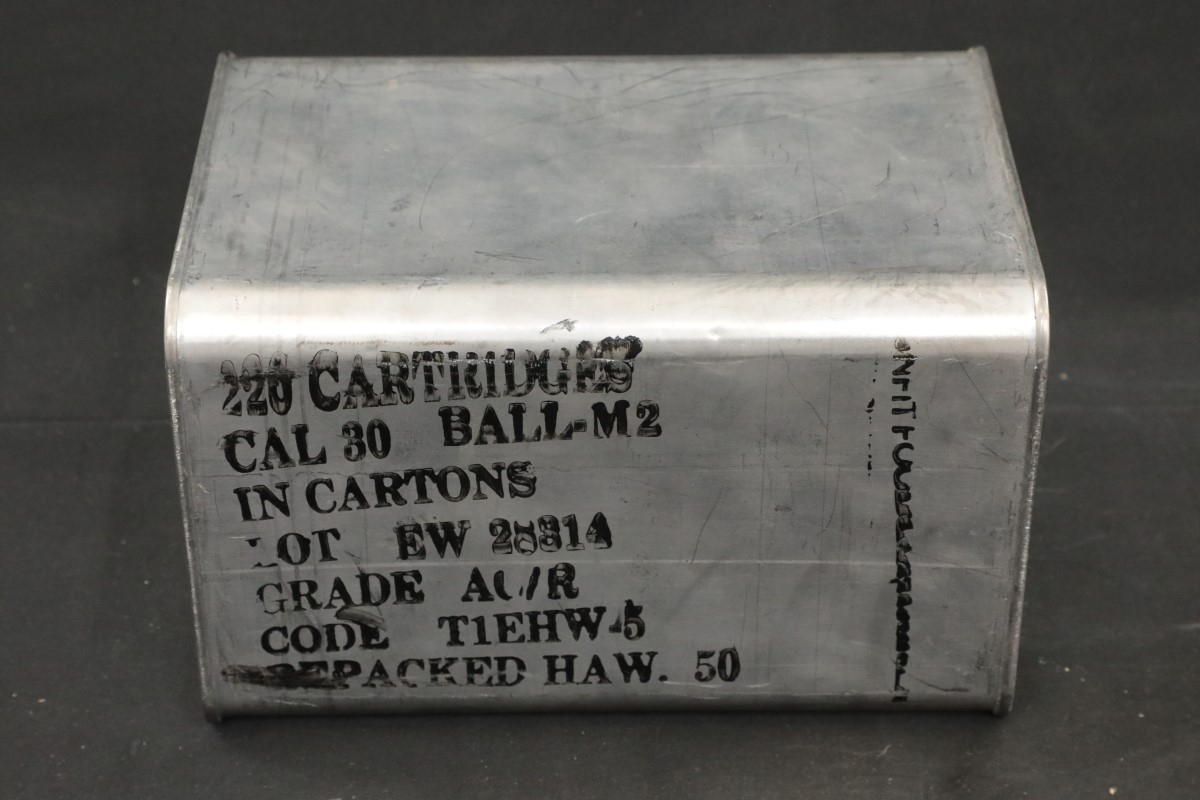 220 CARTRIDGES
CAL 30 BALL-M2
IN CARTONS
LOT EW 28814
GRADE AC/R
CODE T1EHW-5
REPACKED HAW. 50